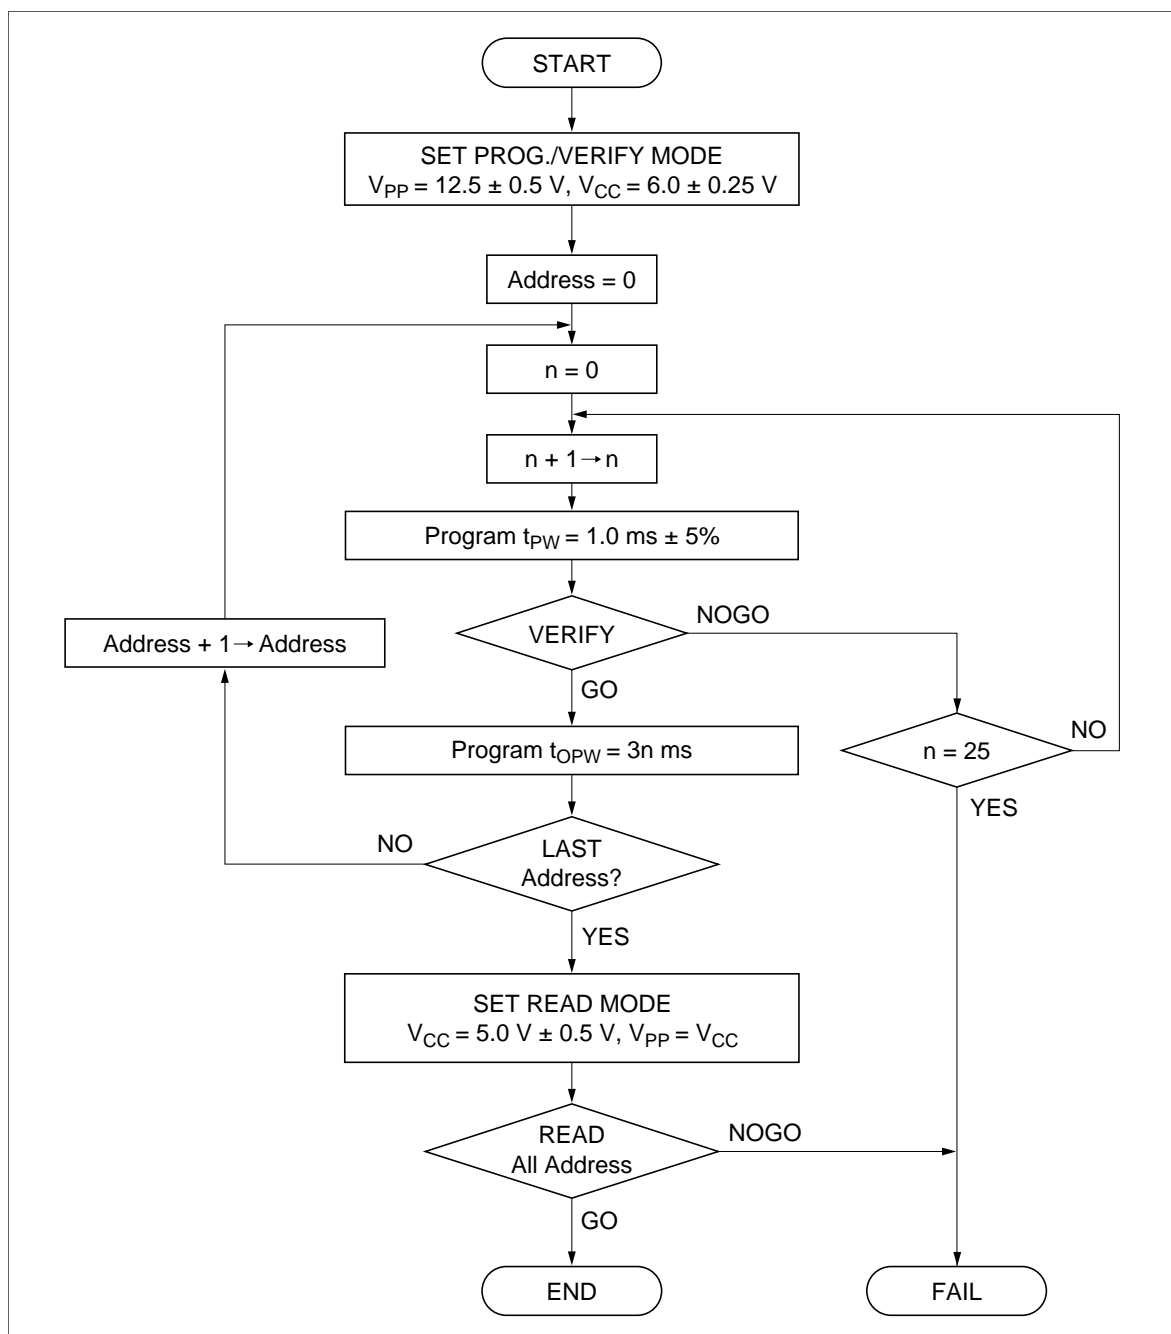 START
SET PROG./VERIFY MODE
VPP = 12.5 ± 0.5 V, VCC = 6.0 ± 0.25 V
Address = 0
n = 0
n + 1→n
Program tPW = 1.0 ms ± 5%
VERIFY
NOGO
Address + 1→Address
GO
Program tOPW = 3n ms
n = 25
NO
YES
NO
LAST
Address?
YES
SET READ MODE
VCC = 5.0 V ± 0.5 V, VPP = VCC
READ
All Address
NOGO
GO
END
FAIL